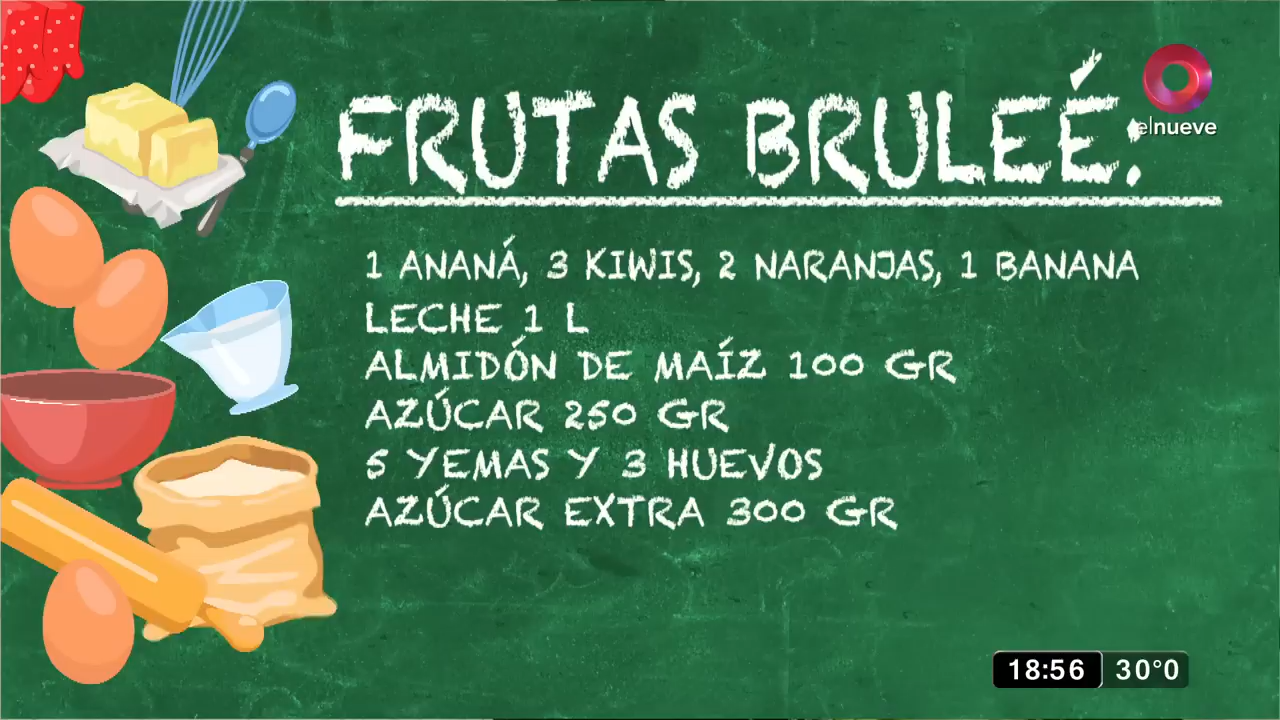 FRUTAS BRULEÉ:
elnueve
1 ANANÁ, 3 KIWIS, 2 NARANJAS, 1 BANANA
LECHE 1 L
ALMIDÓN DE MAÍZ 100 GR
AZÚCAR 250 GR
5 YEMAS Y 3 HUEVOS
AZÚCAR EXTRA 300 GR
18:56 30°0